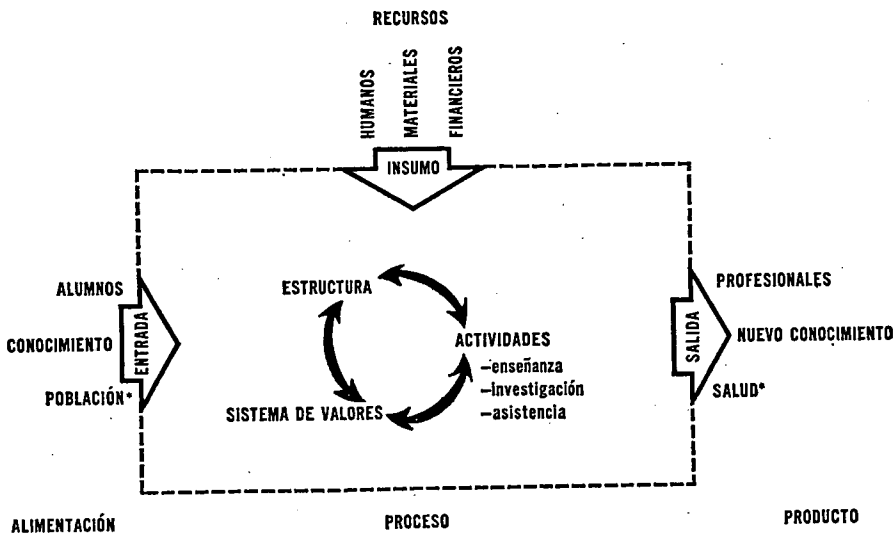 RECURSOS
HUMANOS
MATERIALES
FINANCIEROS
INSUMO
ALUMNOS
CONOCIMIENTO
POBLACIÓN*
ENTRADA
ESTRUCTURA
ACTIVIDADES
—enseñanza
—investigación
—asistencia
SISTEMA DE VALORES
SALIDA
PROFESIONALES
NUEVO CONOCIMIENTO
SALUD*
ALIMENTACIÓN
PROCESO
PRODUCTO